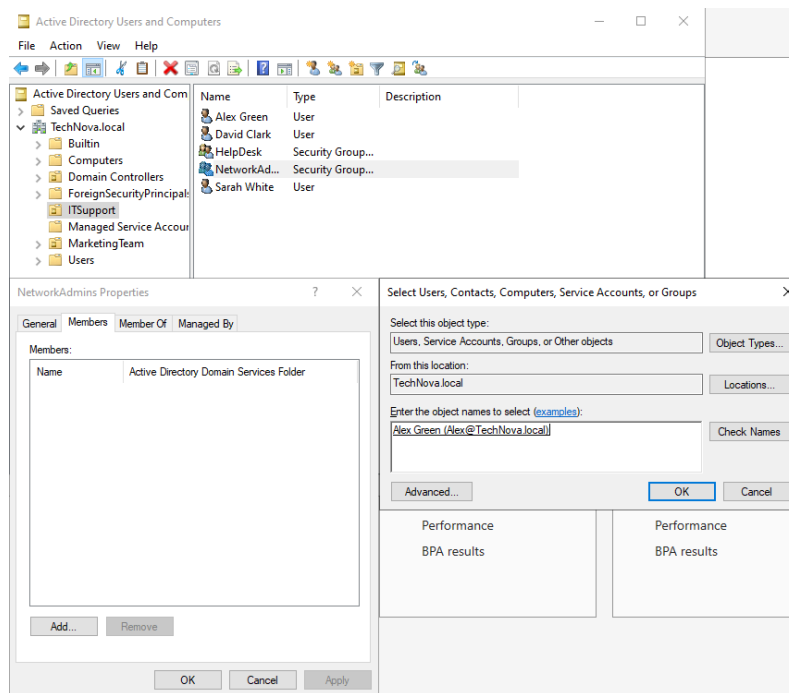 Active Directory Users and Computers
File Action View Help
Active Directory Users and Com
Saved Queries
TechNova.local
Builtin
Computers
Domain Controllers
ForeignSecurityPrincipals
ITSupport
Managed Service Accour
MarketingTeam
Users
Name Type Description
Alex Green User
David Clark User
HelpDesk Security Group...
NetworkAd... Security Group...
Sarah White User
NetworkAdmins Properties ?
General Members Member Of Managed By
Members:
Name Active Directory Domain Services Folder
Add... Remove
OK Cancel Apply
Select Users, Contacts, Computers, Service Accounts, or Groups
Select this object type:
Users, Service Accounts, Groups, or Other objects Object Types...
From this location:
TechNova.local Locations...
Enter the object names to select (examples):
Alex Green (Alex@TechNova.local) Check Names
Advanced... OK Cancel
Performance Performance
BPA results BPA results